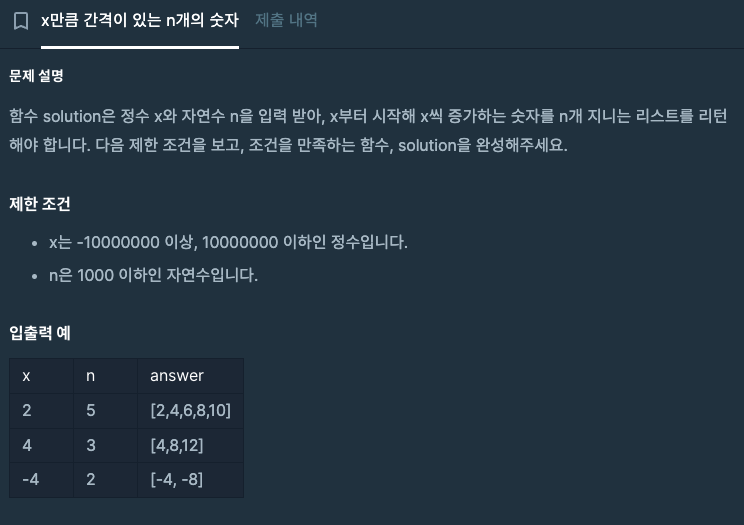 x만큼 간격이 있는 n개의 숫자 제출 내역
문제 설명
함수 solution은 정수 x와 자연수 n을 입력 받아, x부터 시작해 x씩 증가하는 숫자를 n개 지니는 리스트를 리턴
해야 합니다. 다음 제한 조건을 보고, 조건을 만족하는 함수, solution을 완성해주세요.
제한 조건
• x는 -10000000 이상, 10000000 이하인 정수입니다.
• n은 1000 이하인 자연수입니다.
입출력 예
x n answer
2 5 [2,4,6,8,10]
4 3 [4,8,12]
-4 2 [-4, -8]